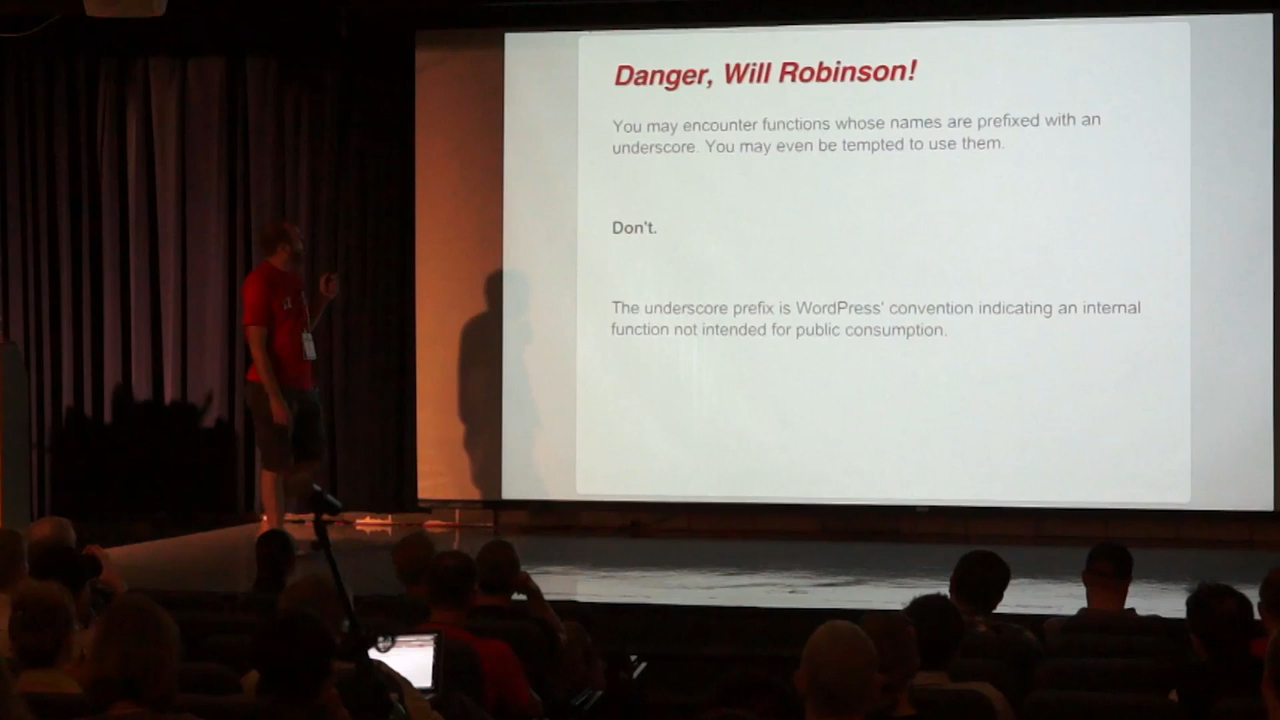 Danger, Will Robinson!
You may encounter functions whose names are prefixed with an
underscore. You may even be tempted to use them.
Don't.
The underscore prefix is WordPress' convention indicating an internal
function not intended for public consumption.